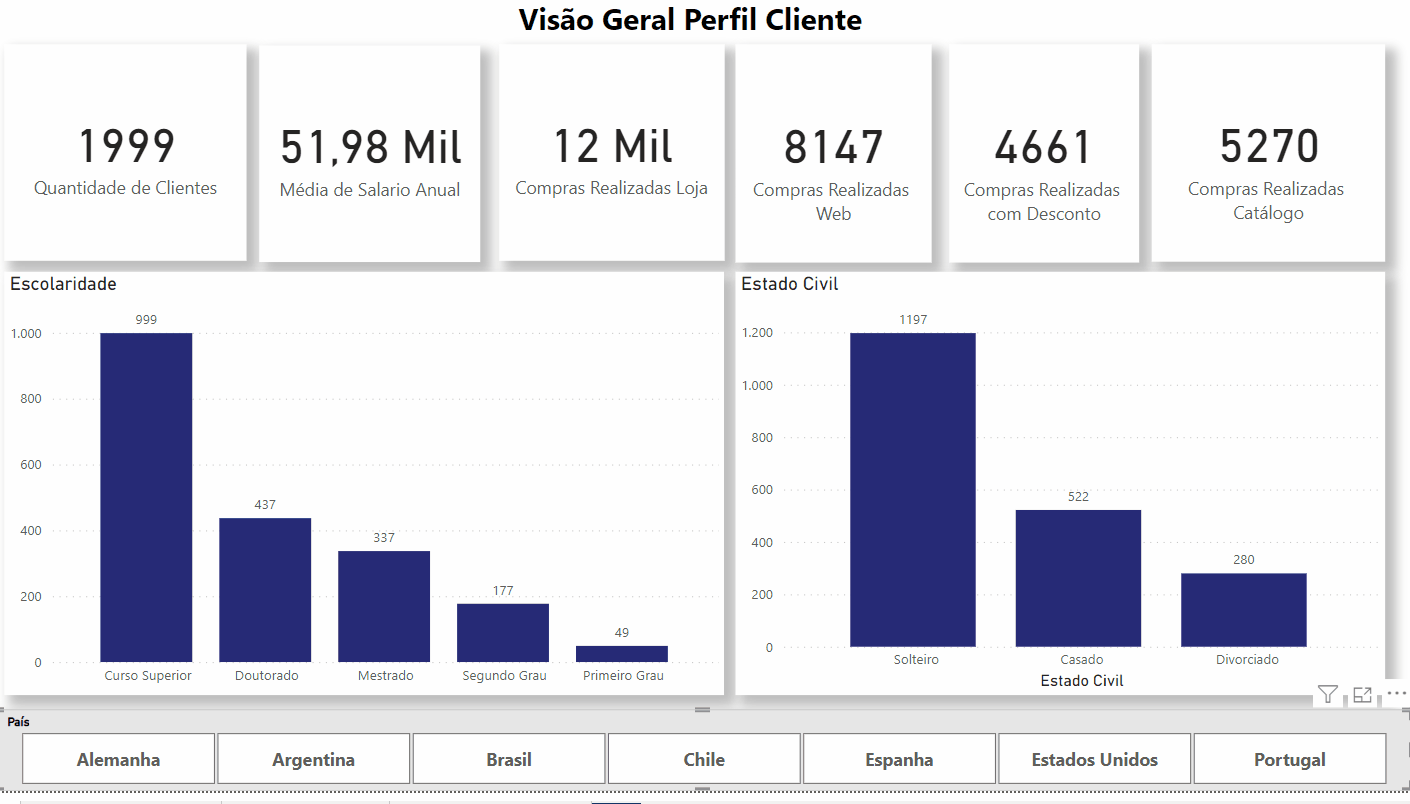 Visão Geral Perfil Cliente
1999
Quantidade de Clientes
51,98 Mil
Média de Salario Anual
12 Mil
Compras Realizadas Loja
8147
Compras Realizadas
Web
4661
Compras Realizadas
com Desconto
5270
Compras Realizadas
Catálogo
Escolaridade
1.000
800
600
400
200
0
999
437
337
177
49
Curso Superior
Doutorado
Mestrado
Segundo Grau
Primeiro Grau
Estado Civil
1.200
1.000
800
600
400
200
0
1197
522
280
Solteiro
Casado
Divorciado
Estado Civil
País
Alemanha
Argentina
Brasil
Chile
Espanha
Estados Unidos
Portugal